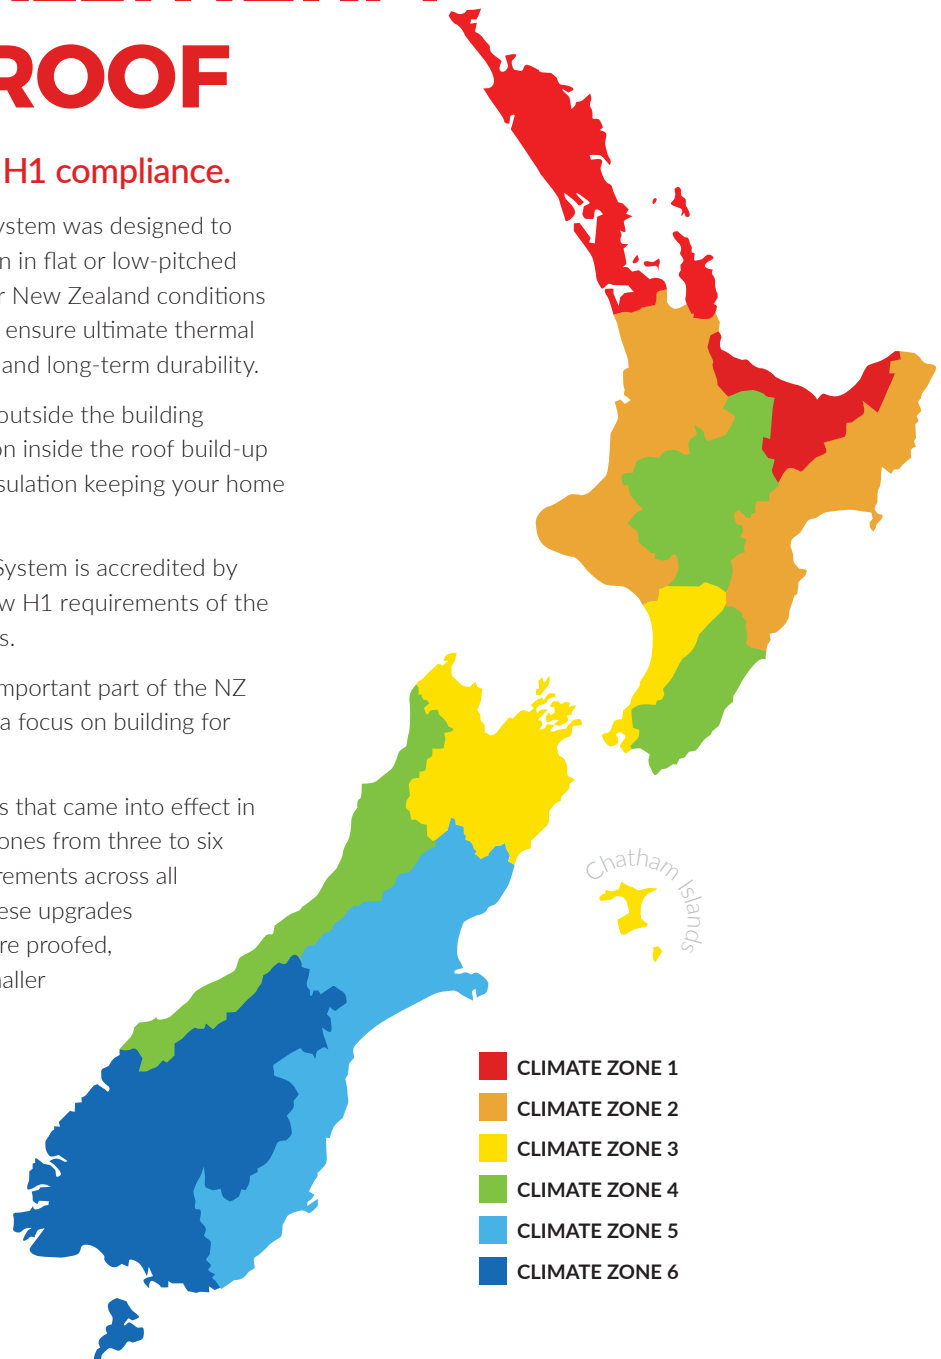 ROOF
H1 compliance.
ystem was designed to
n in flat or low-pitched
r New Zealand conditions
ensure ultimate thermal
and long-term durability.
outside the building
on inside the roof build-up
sulation keeping your home
System is accredited by
w H1 requirements of the
s.
mportant part of the NZ
a focus on building for
s that came into effect in
ones from three to six
rements across all
ese upgrades
re proofed,
aller
Chatham Islands
CLIMATE ZONE 1
CLIMATE ZONE 2
CLIMATE ZONE 3
CLIMATE ZONE 4
CLIMATE ZONE 5
CLIMATE ZONE 6